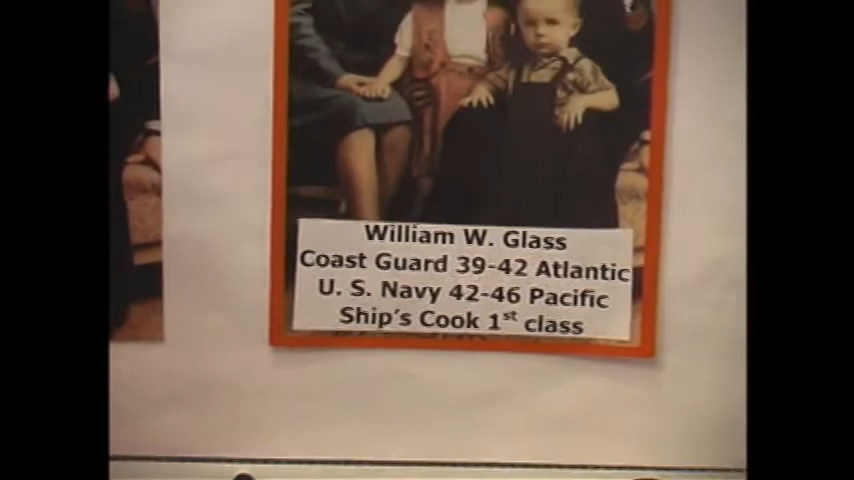 William W. Glass
Coast Guard 39-42 Atlantic
U. S. Navy 42-46 Pacific
Ship's Cook 1st class